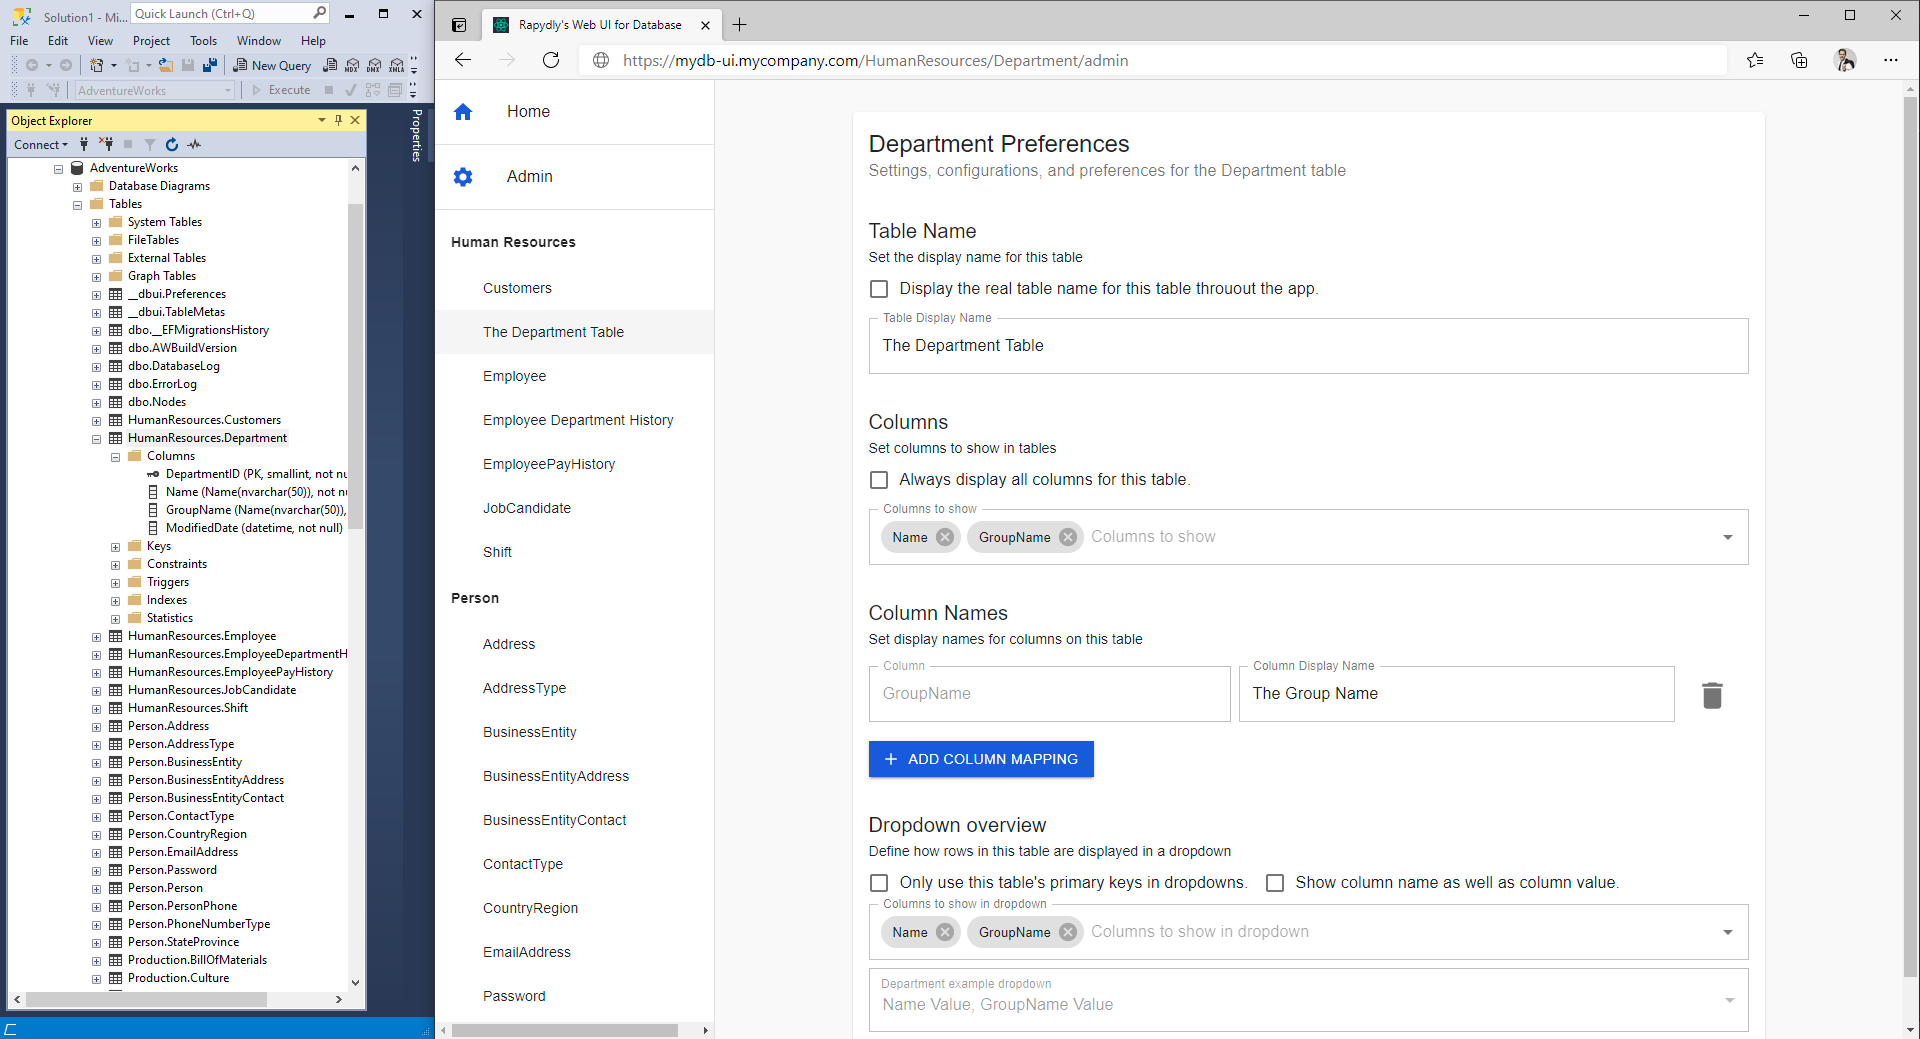 Solution1 - Mi...
Quick Launch (Ctrl+Q)
File Edit View Project Tools Window Help
New Query
MDX DMX XMLA
AdventureWorks
Execute
Object Explorer
Connect
AdventureWorks
Database Diagrams
Tables
System Tables
FileTables
External Tables
Graph Tables
__dbui.Preferences
__dbui.TableMetas
dbo.__EFMigrationsHistory
dbo.AWBuildVersion
dbo.DatabaseLog
dbo.ErrorLog
dbo.Nodes
HumanResources.Customers
HumanResources.Department
Columns
DepartmentID (PK, smallint, not nu
Name (Name(nvarchar(50)), not nu
GroupName (Name(nvarchar(50)),
ModifiedDate (datetime, not null)
Keys
Constraints
Triggers
Indexes
Statistics
HumanResources.Employee
HumanResources.EmployeeDepartmentH
HumanResources.EmployeePayHistory
HumanResources.JobCandidate
HumanResources.Shift
Person.Address
Person.AddressType
Person.BusinessEntity
Person.BusinessEntityAddress
Person.BusinessEntityContact
Person.ContactType
Person.CountryRegion
Person.EmailAddress
Person.Password
Person.Person
Person.PersonPhone
Person.PhoneNumberType
Person.StateProvince
Production.BillOfMaterials
Production.Culture
Properties
Rapydly's Web UI for Database
https://mydb-ui.mycompany.com/HumanResources/Department/admin
Home
Admin
Human Resources
Customers
The Department Table
Employee
Employee Department History
EmployeePayHistory
JobCandidate
Shift
Person
Address
AddressType
BusinessEntity
BusinessEntityAddress
BusinessEntityContact
ContactType
CountryRegion
EmailAddress
Password
Department Preferences
Settings, configurations, and preferences for the Department table
Table Name
Set the display name for this table
Display the real table name for this table throuout the app.
Table Display Name
The Department Table
Columns
Set columns to show in tables
Always display all columns for this table.
Columns to show
Name GroupName Columns to show
Column Names
Set display names for columns on this table
Column Column Display Name
GroupName The Group Name
+ ADD COLUMN MAPPING
Dropdown overview
Define how rows in this table are displayed in a dropdown
Only use this table's primary keys in dropdowns. Show column name as well as column value.
Columns to show in dropdown
Name GroupName Columns to show in dropdown
Department example dropdown
Name Value, GroupName Value